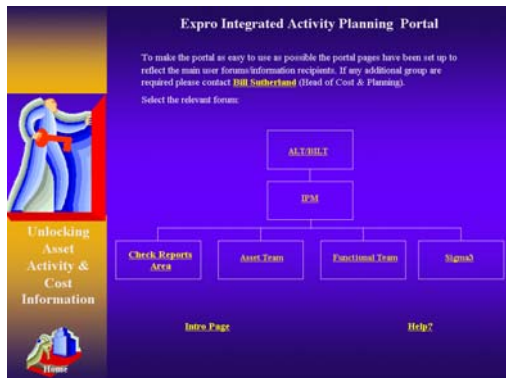 Expro Integrated Activity Planning Portal
To make the portal as easy to use as possible the portal pages have been set up to
reflect the main user forums/information recipients. If any additional group are
required please contact Bill Sutherland (Head of Cost & Planning).
Select the relevant forum:
ALT/BILT
IPM
Check Reports
Area
Asset Team
Functional Team
Sigma3
Unlocking
Asset
Activity &
Cost
Information
Intro Page
Help?
Home